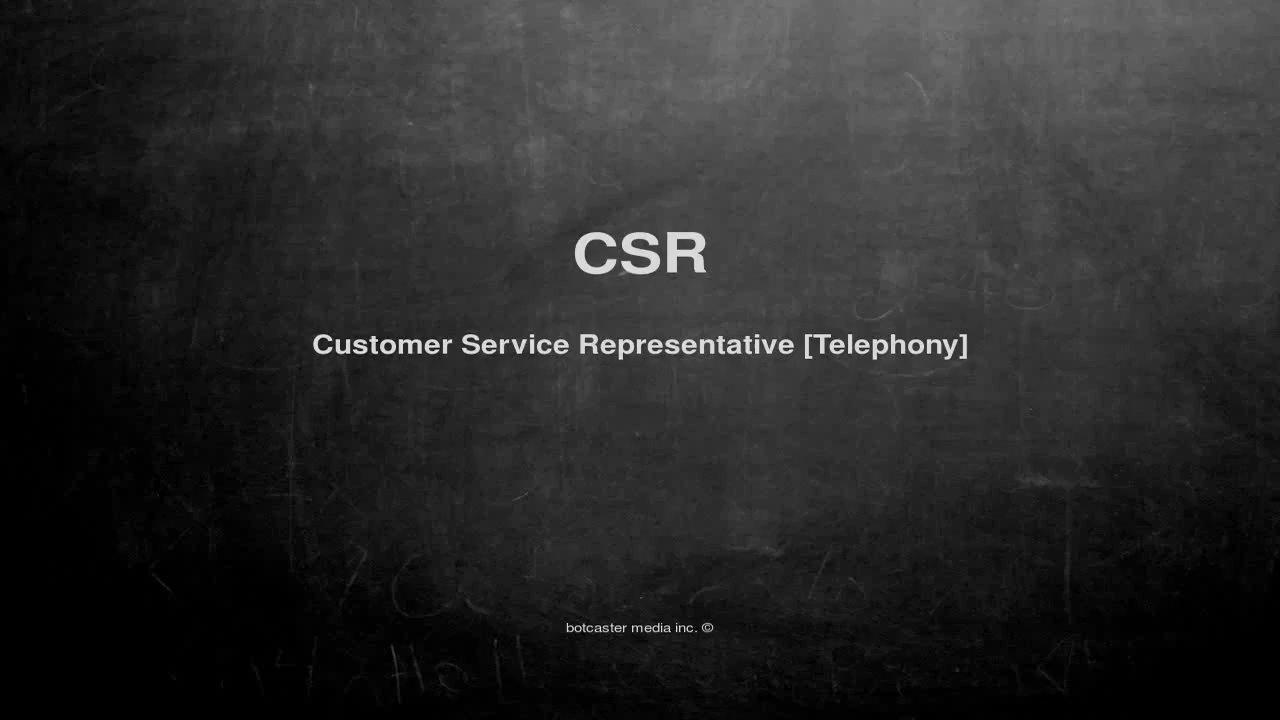 CSR
Customer Service Representative [Telephony]
botcaster media inc. ©